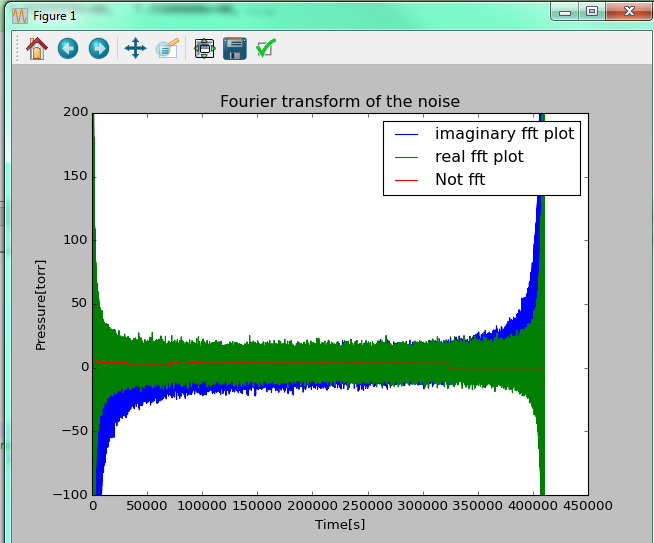 Figure 1
Fourier transform of the noise
200
150
100
50
0
−50
−100
imaginary fft plot
real fft plot
Not fft
Pressure[torr]
0 50000 100000 150000 200000 250000 300000 350000 400000 450000
Time[s]